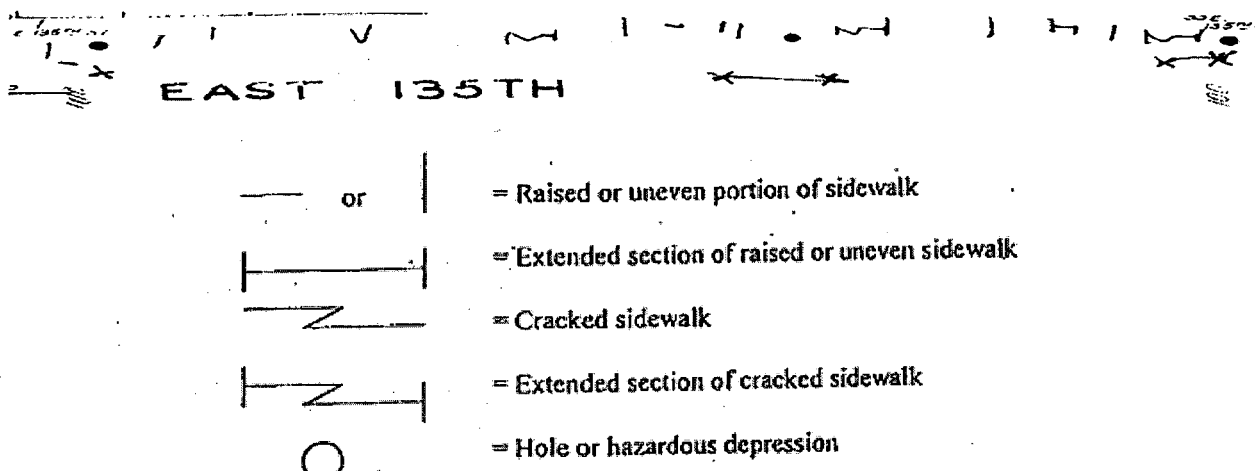 EAST 135TH
or = Raised or uneven portion of sidewalk
= Extended section of raised or uneven sidewalk
= Cracked sidewalk
= Extended section of cracked sidewalk
= Hole or hazardous depression